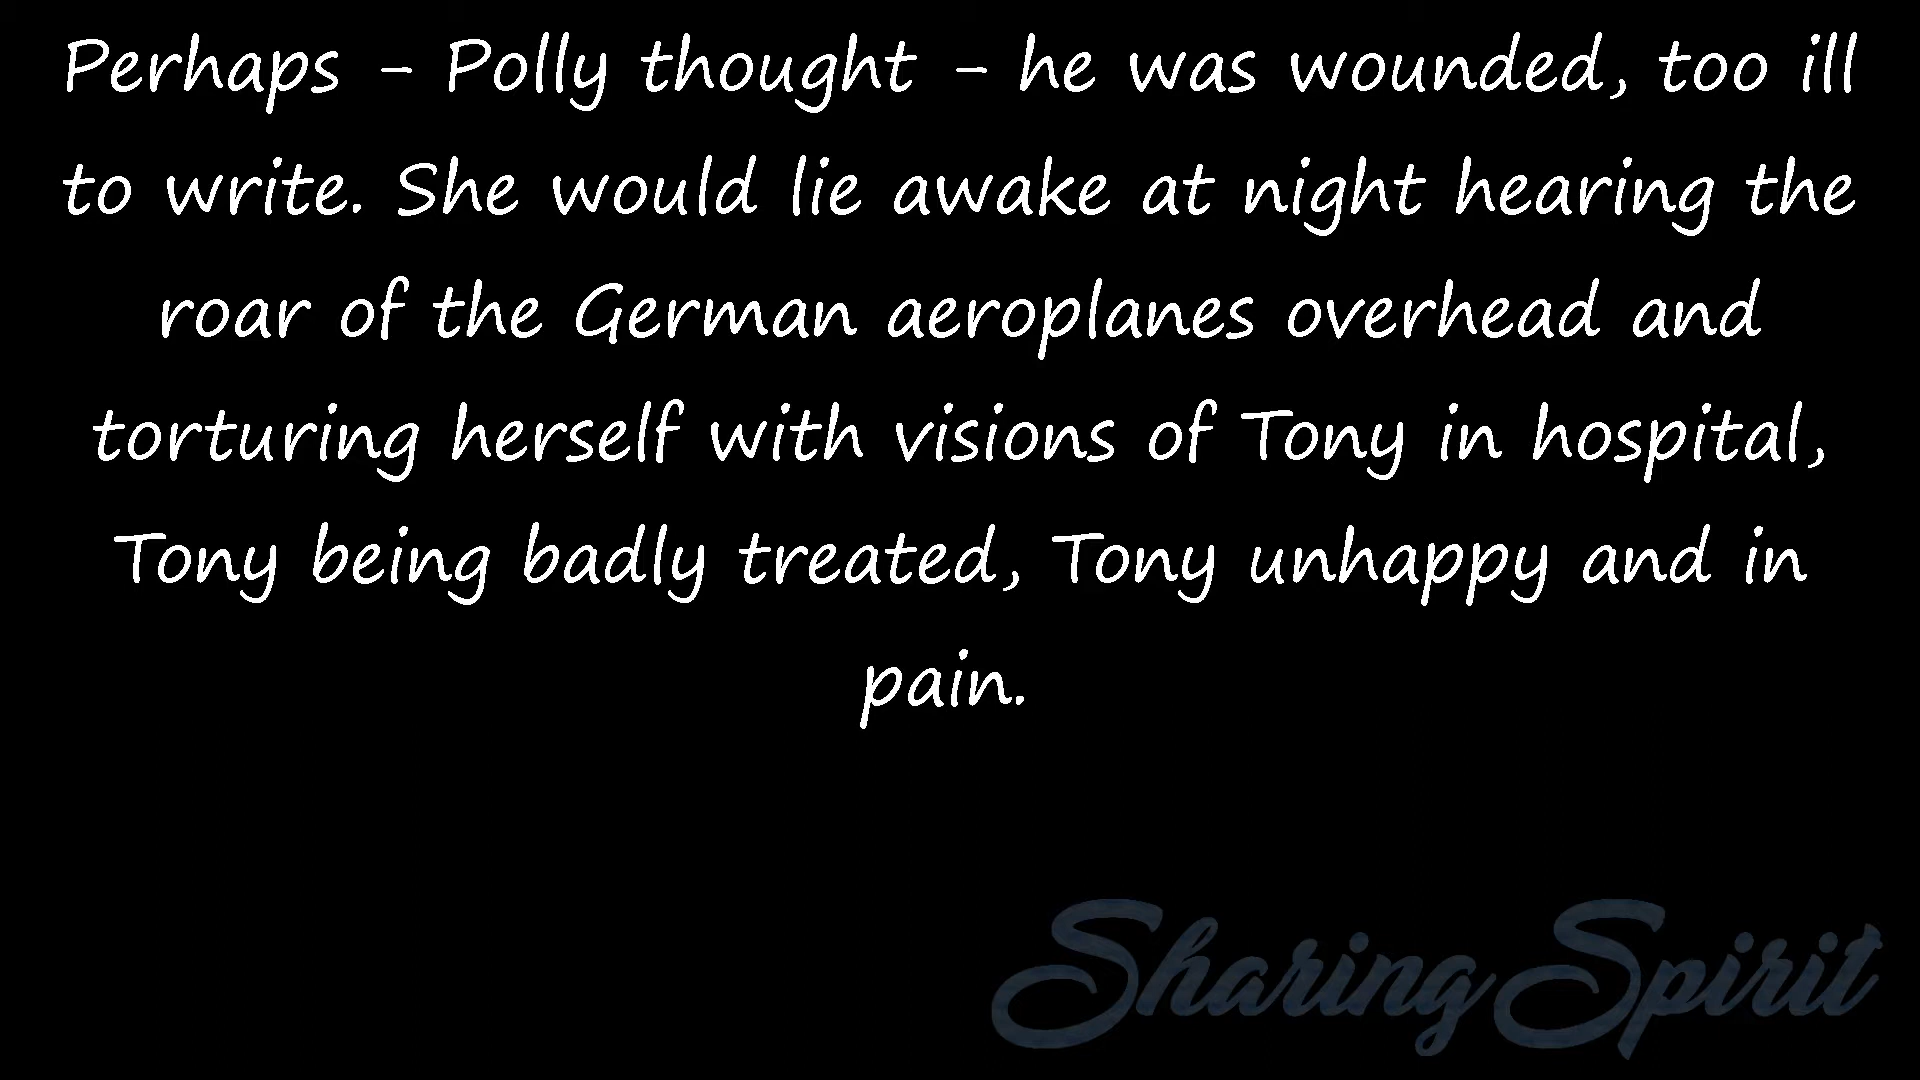 Perhaps - Polly thought - he was wounded, too ill
to write. She would lie awake at night hearing the
roar of the German aeroplanes overhead and
torturing herself with visions of Tony in hospital,
Tony being badly treated, Tony unhappy and in
pain.
Sharing Spirit